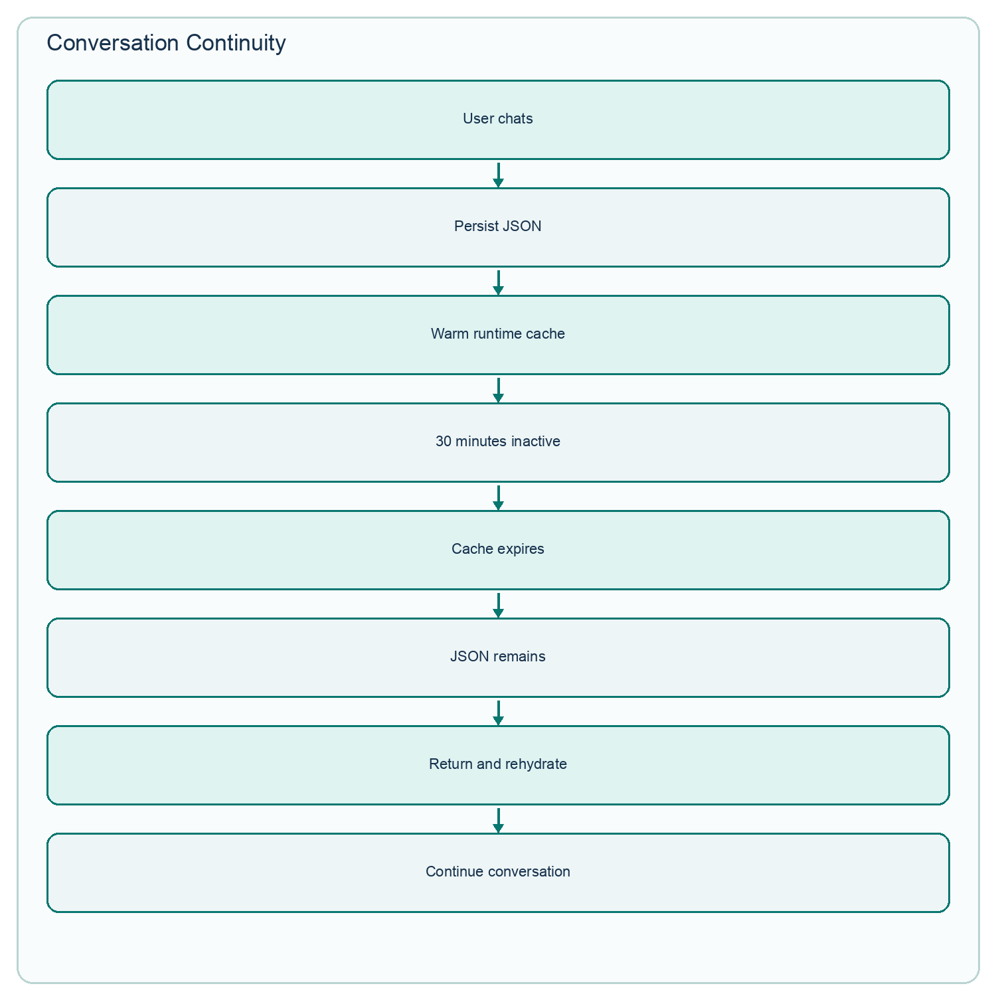 Conversation Continuity
User chats
Persist JSON
Warm runtime cache
30 minutes inactive
Cache expires
JSON remains
Return and rehydrate
Continue conversation